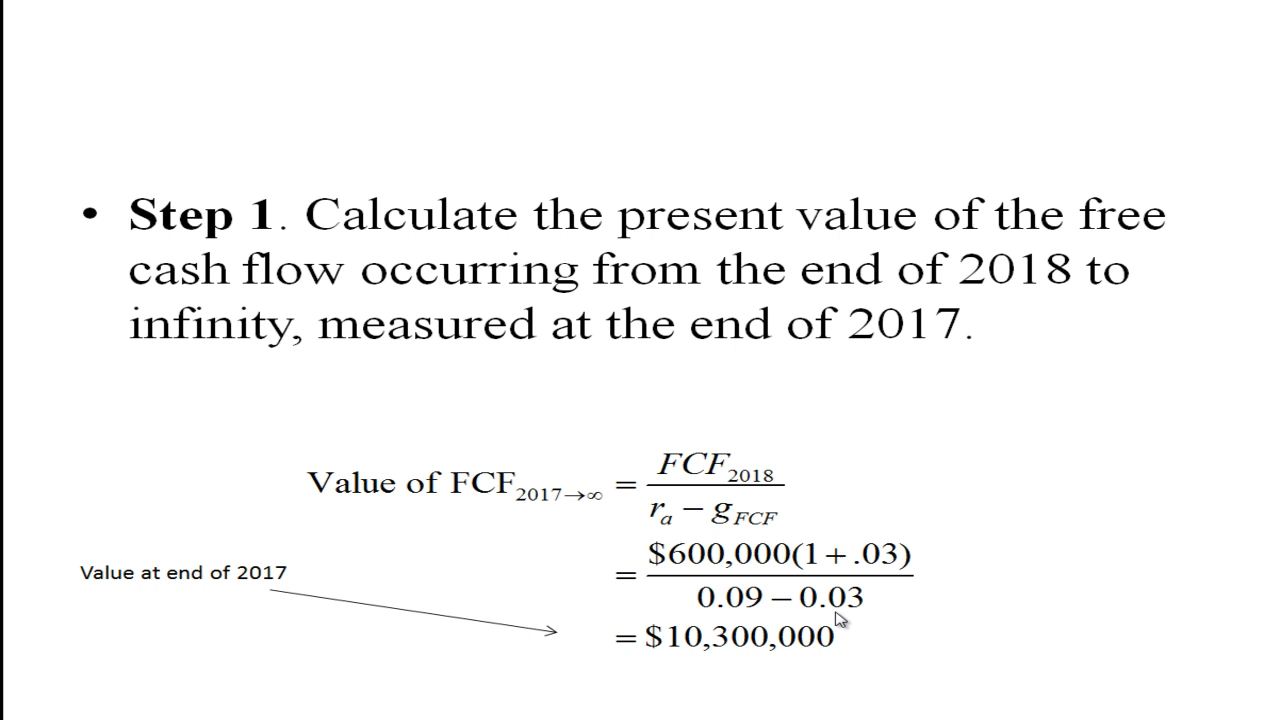 • Step 1. Calculate the present value of the free
cash flow occurring from the end of 2018 to
infinity, measured at the end of 2017.
Value of FCF₂₀₁₇→∞ = FCF₂₀₁₈ / (rₐ − g_FCF)
= $600,000(1 + .03) / (0.09 − 0.03)
Value at end of 2017
= $10,300,000